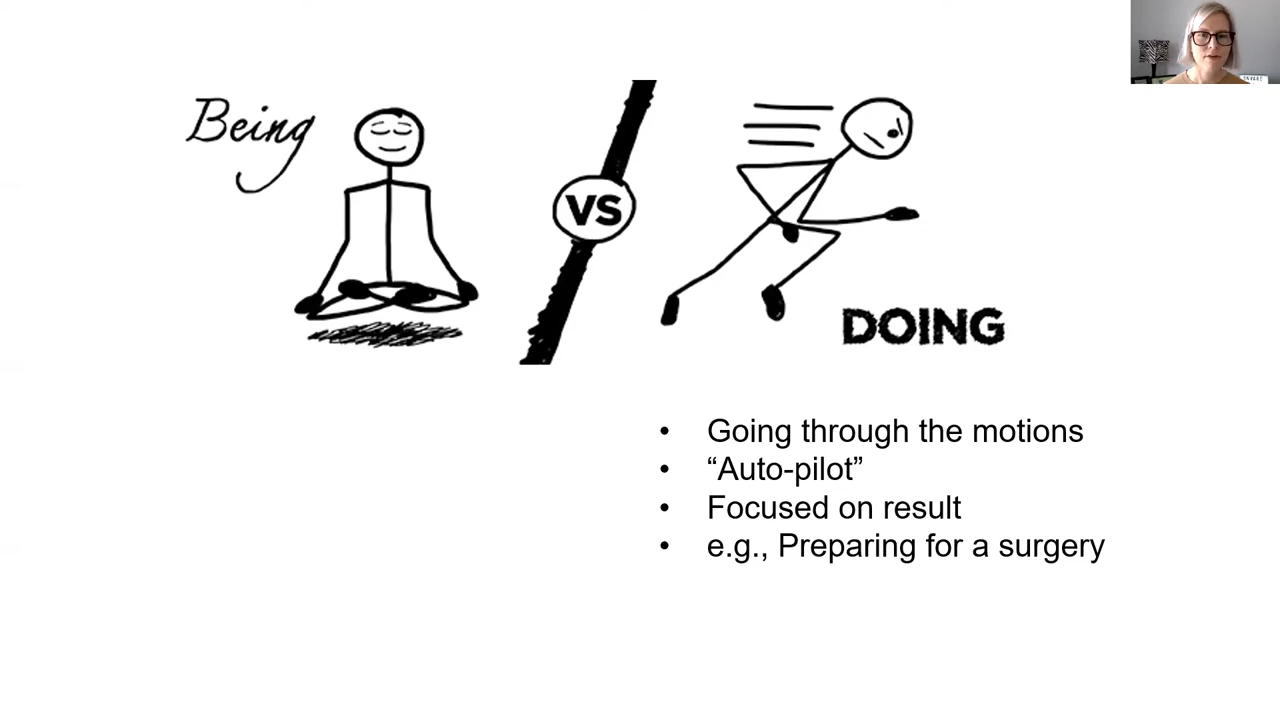 Being
VS
DOING
• Going through the motions
• “Auto-pilot”
• Focused on result
• e.g., Preparing for a surgery